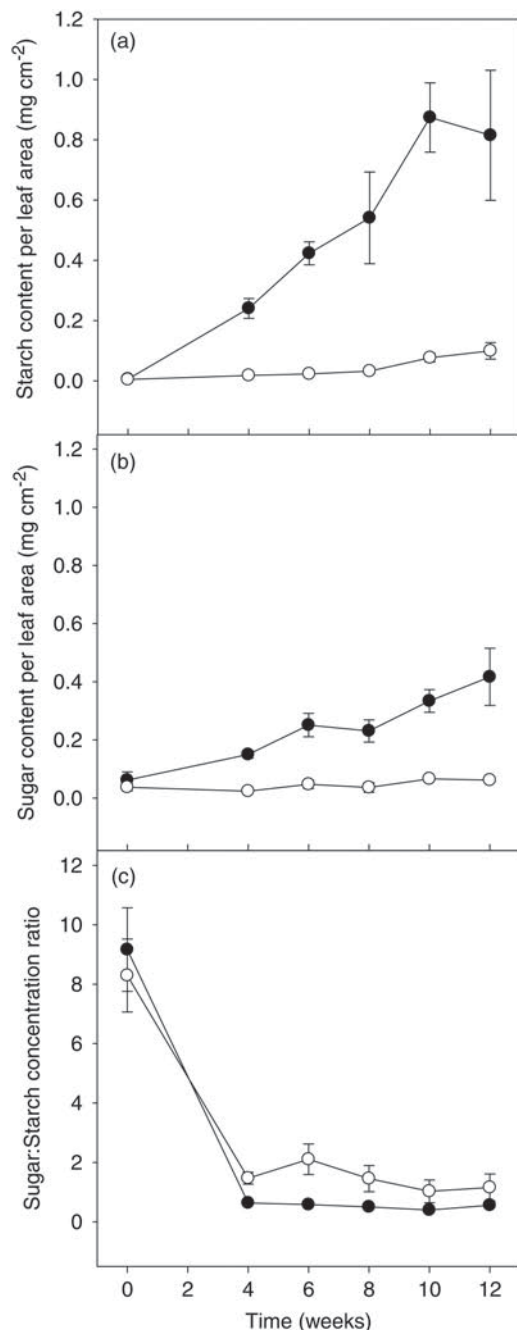 (a)
Starch content per leaf area (mg cm⁻²)
1.2
1.0
0.8
0.6
0.4
0.2
0.0
(b)
Sugar content per leaf area (mg cm⁻²)
1.2
1.0
0.8
0.6
0.4
0.2
0.0
(c)
Sugar:Starch concentration ratio
12
10
8
6
4
2
0
0 2 4 6 8 10 12
Time (weeks)